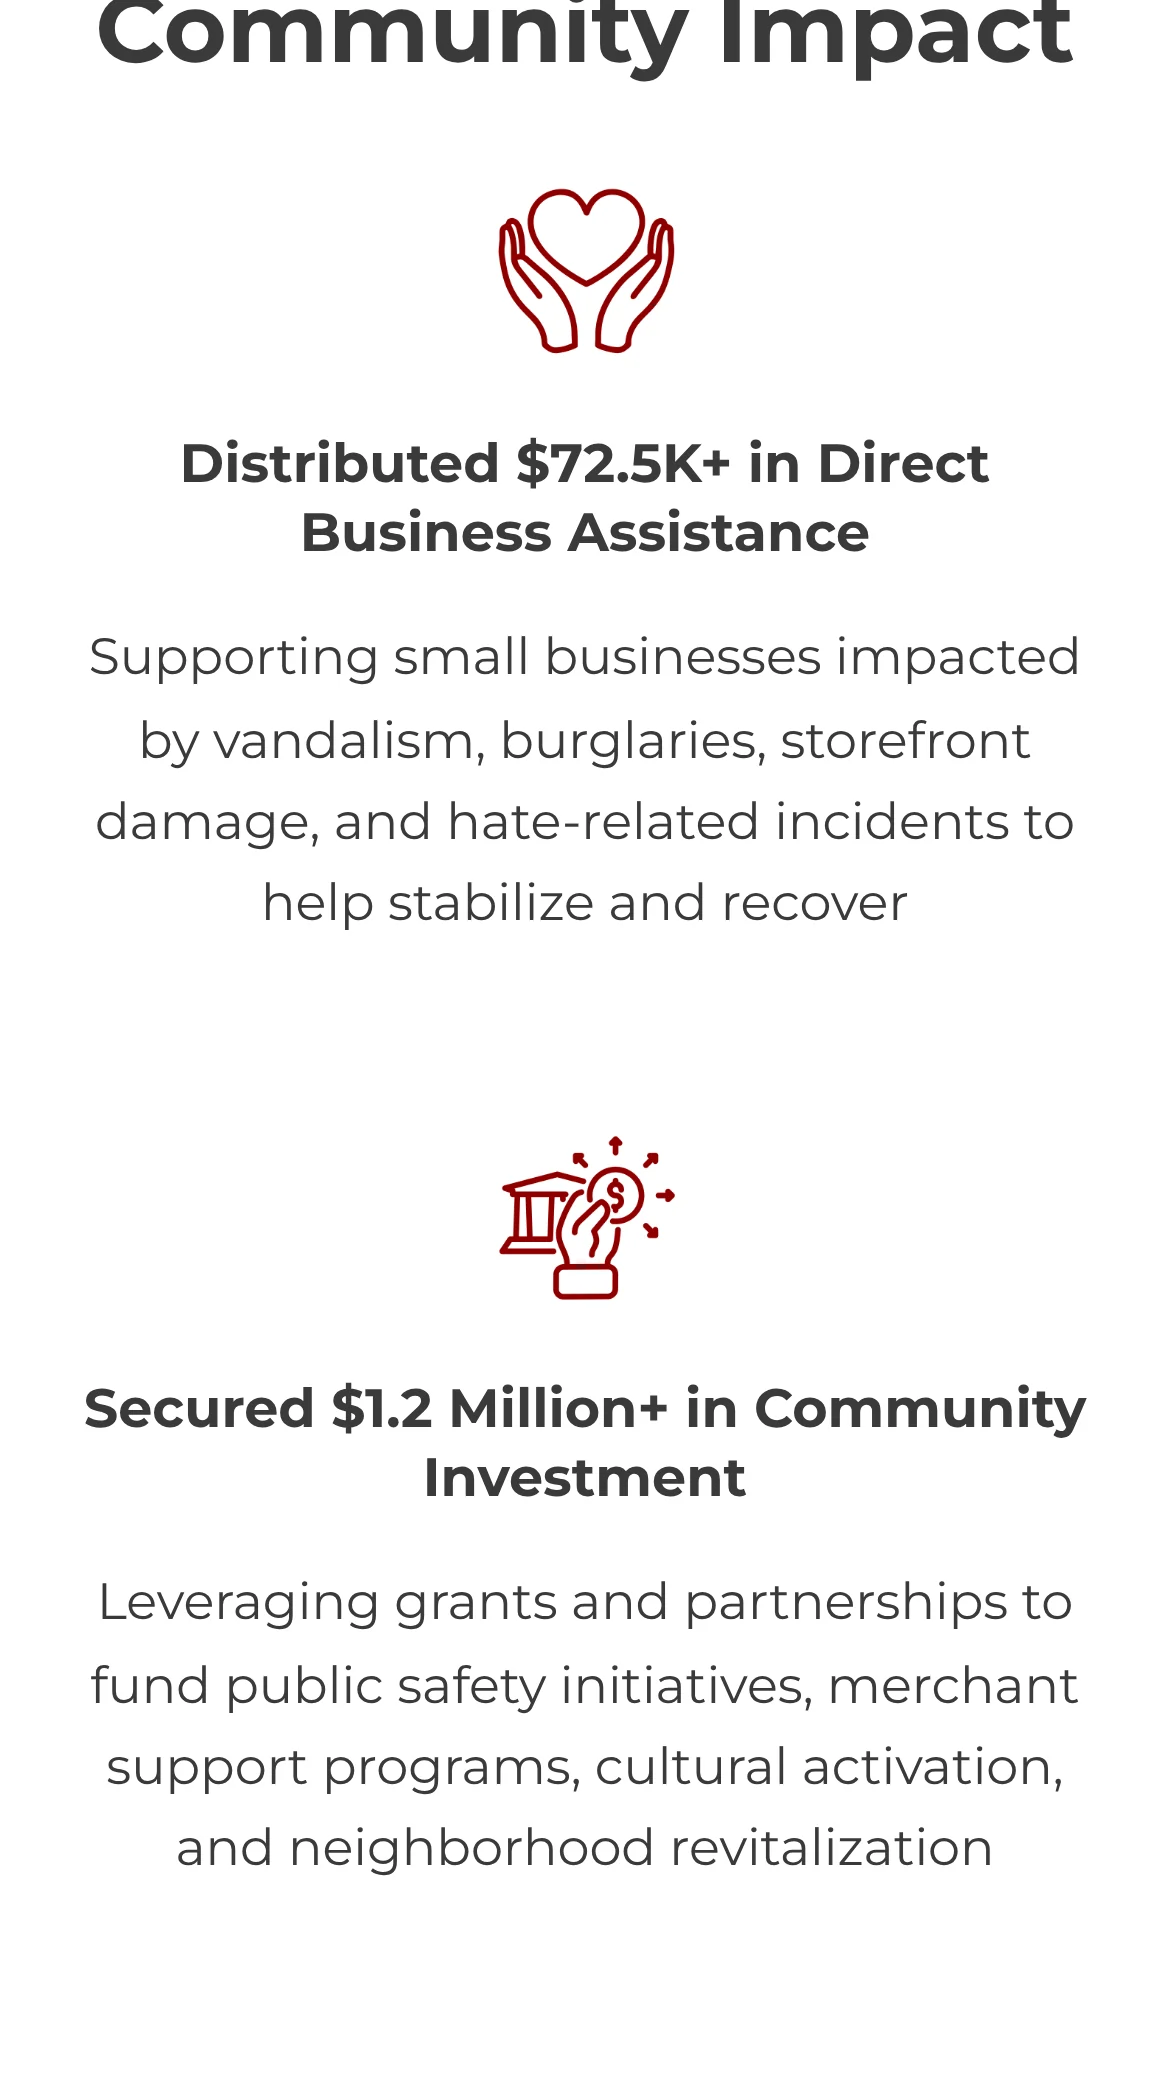 Community Impact
Distributed $72.5K+ in Direct
Business Assistance
Supporting small businesses impacted
by vandalism, burglaries, storefront
damage, and hate-related incidents to
help stabilize and recover
$
Secured $1.2 Million+ in Community
Investment
Leveraging grants and partnerships to
fund public safety initiatives, merchant
support programs, cultural activation,
and neighborhood revitalization